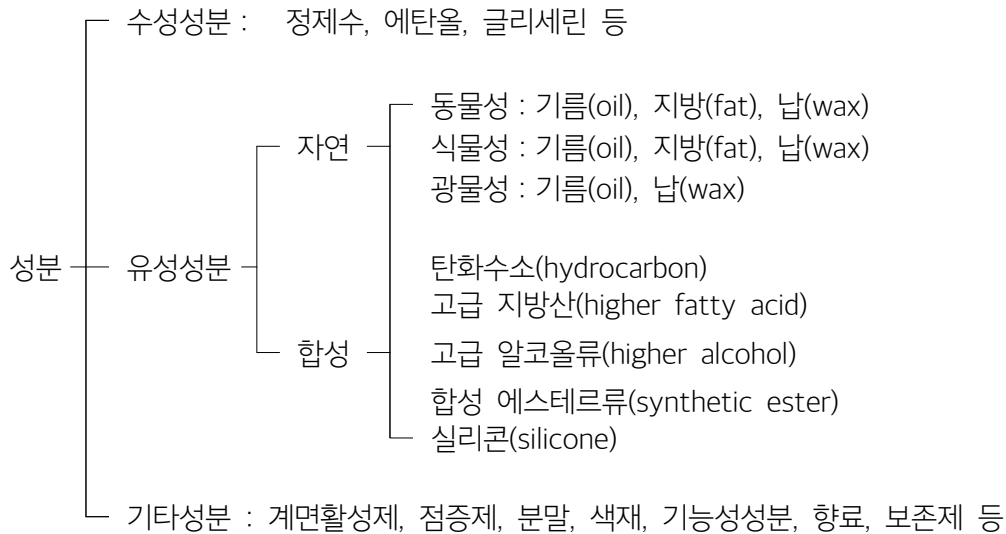 수성성분 : 정제수, 에탄올, 글리세린 등
동물성 : 기름(oil), 지방(fat), 납(wax)
자연
식물성 : 기름(oil), 지방(fat), 납(wax)
광물성 : 기름(oil), 납(wax)
성분
유성성분
탄화수소(hydrocarbon)
고급 지방산(higher fatty acid)
합성
고급 알코올류(higher alcohol)
합성 에스테르류(synthetic ester)
실리콘(silicone)
기타성분 : 계면활성제, 점증제, 분말, 색재, 기능성성분, 향료, 보존제 등